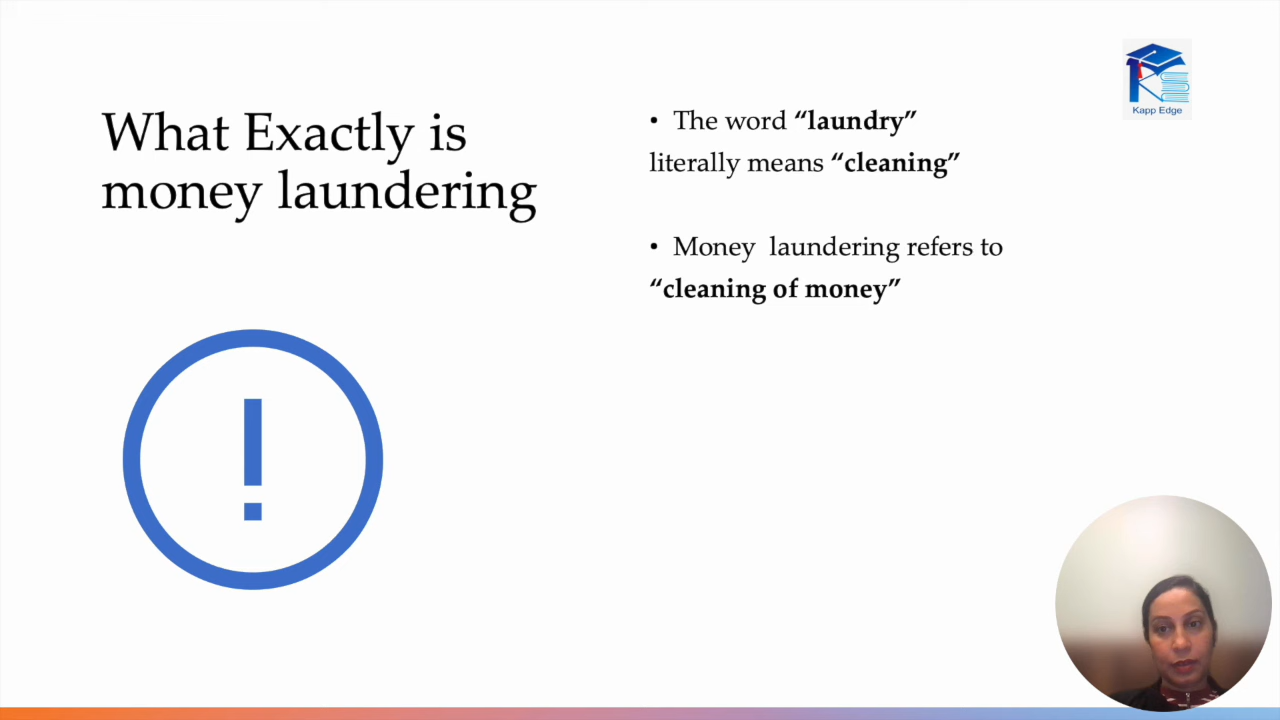 What Exactly is
money laundering
• The word “laundry”
literally means “cleaning”
• Money laundering refers to
“cleaning of money”
Kapp Edge